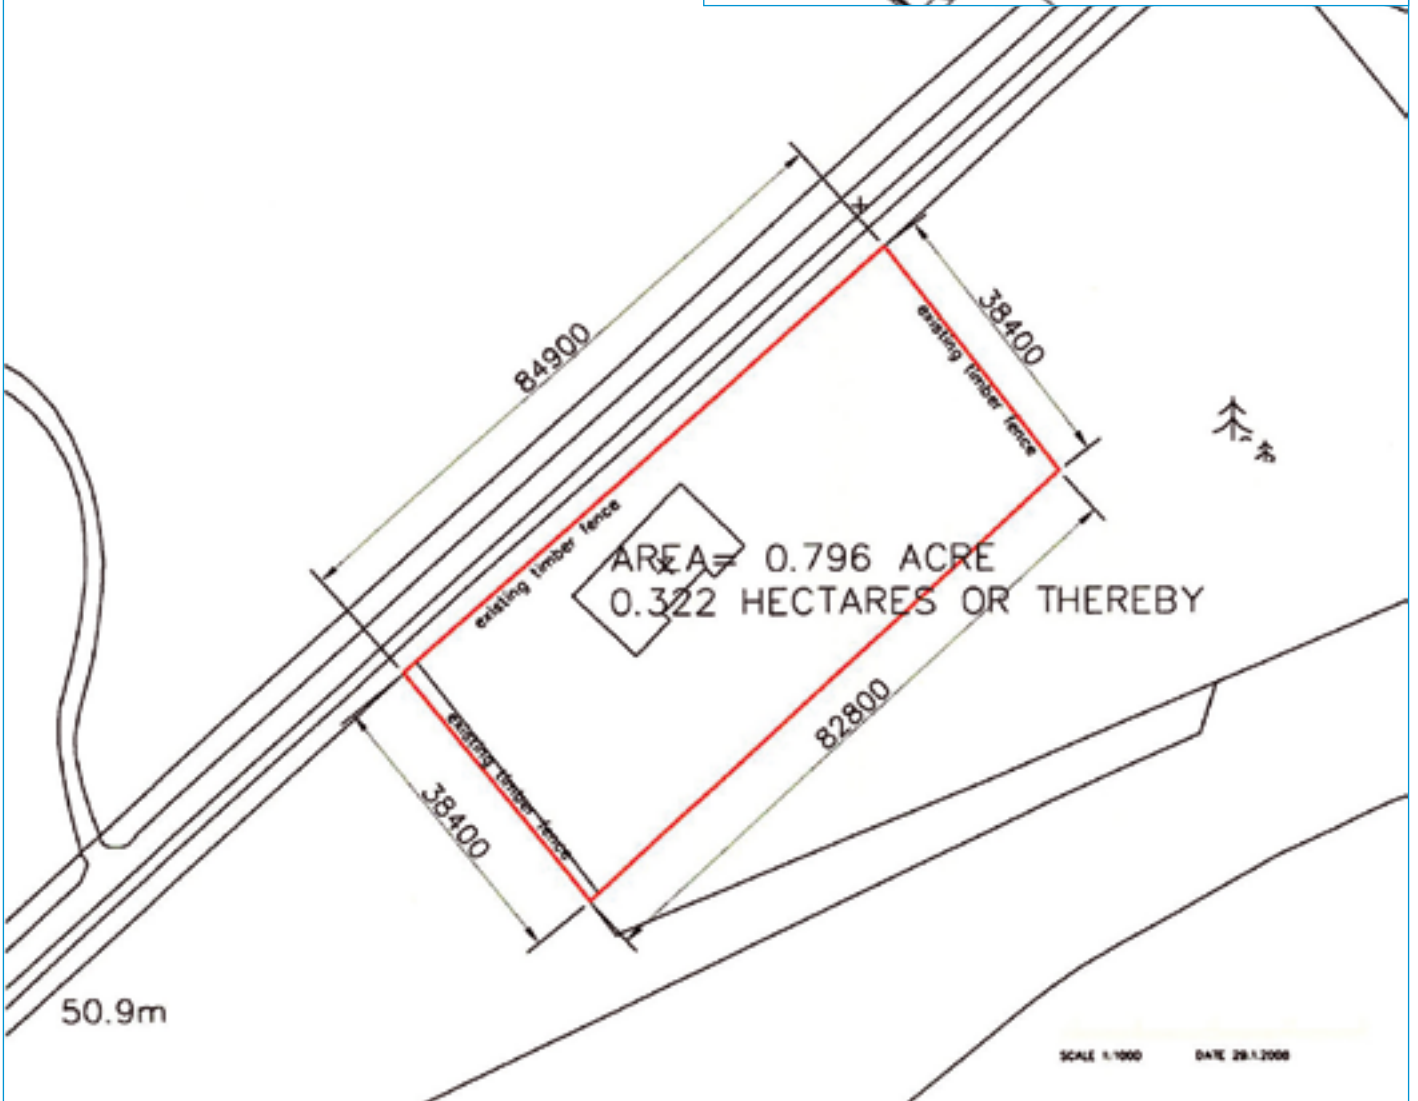 84900
38400
existing timber fence
existing timber fence
AREA= 0.796 ACRE
0.322 HECTARES OR THEREBY
82800
existing timber fence
38400
50.9m
SCALE 1:1000 DATE 29.1.2008